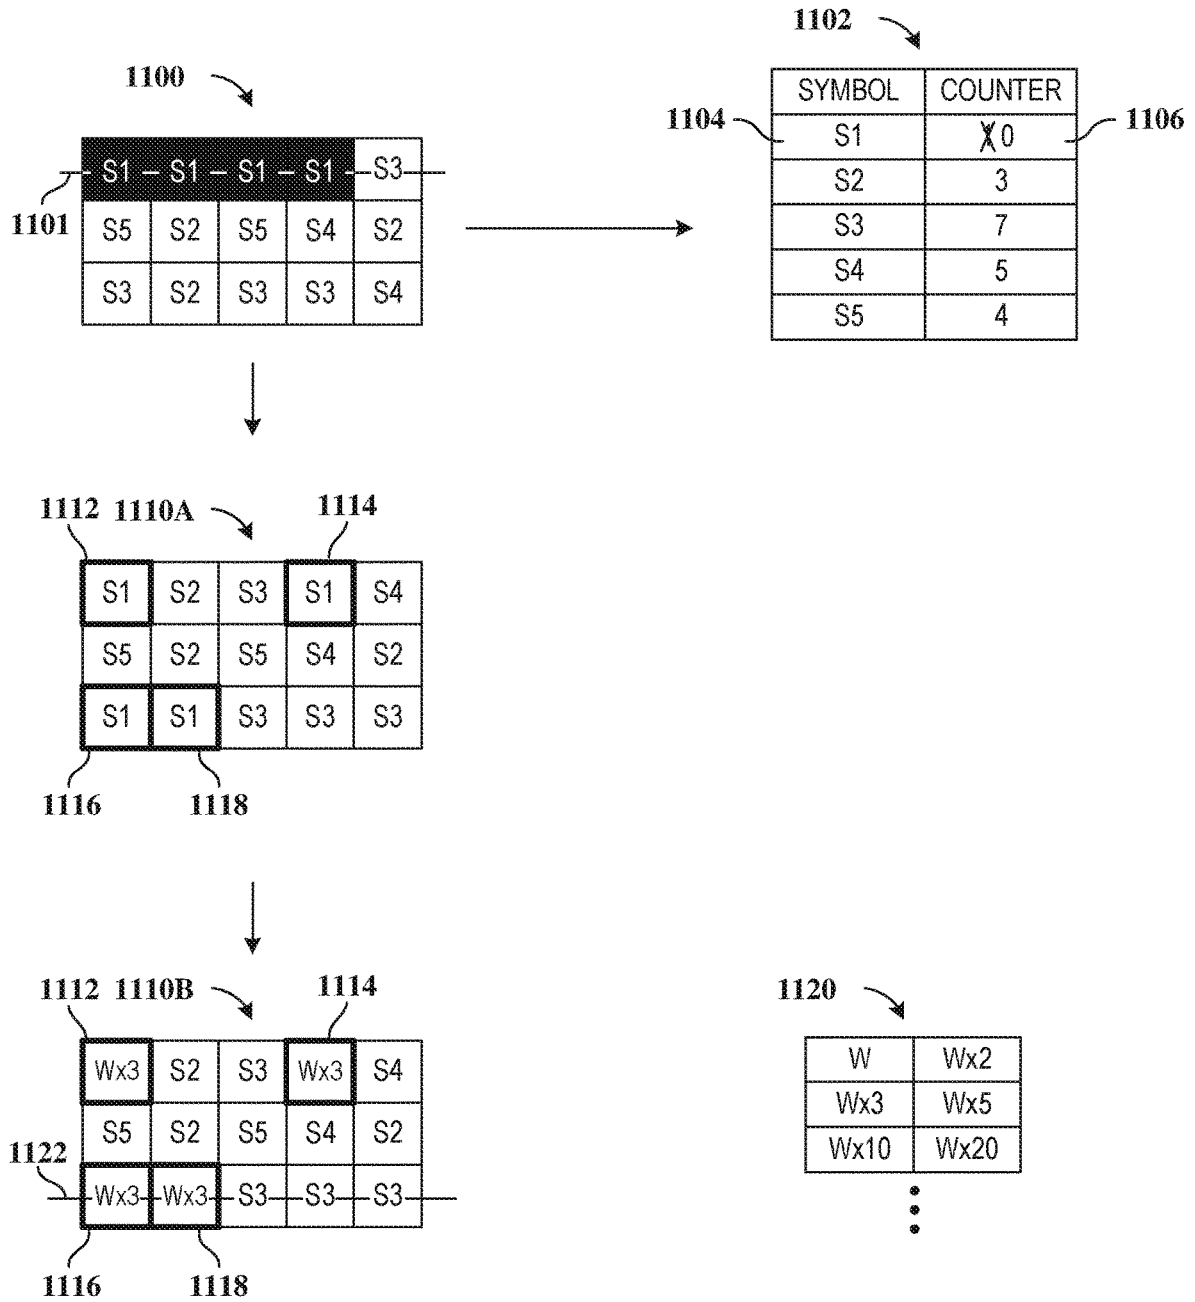 1102
1100
SYMBOL COUNTER
1104 S1 0 1106
S1 S1 S1 S1 S3
1101
S2 3
S5 S2 S5 S4 S2
S3 7
S4 5
S3 S2 S3 S3 S4
S5 4
1112 1110A 1114
S1 S2 S3 S1 S4
S5 S2 S5 S4 S2
S1 S1 S3 S3 S3
1116 1118
1112 1110B 1114
1120
Wx3 S2 S3 Wx3 S4
W Wx2
Wx3 Wx5
S5 S2 S5 S4 S2
Wx10 Wx20
1122
Wx3 Wx3 S3 S3 S3
1116 1118